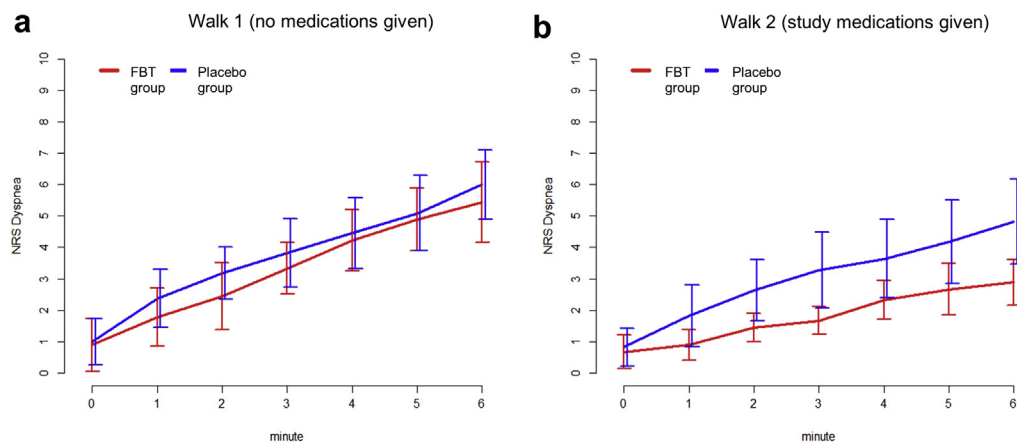 a
Walk 1 (no medications given)
FBT group
Placebo group
NRS Dyspnea
10
9
8
7
6
5
4
3
2
1
0
0 1 2 3 4 5 6
minute
b
Walk 2 (study medications given)
FBT group
Placebo group
NRS Dyspnea
10
9
8
7
6
5
4
3
2
1
0
0 1 2 3 4 5 6
minute